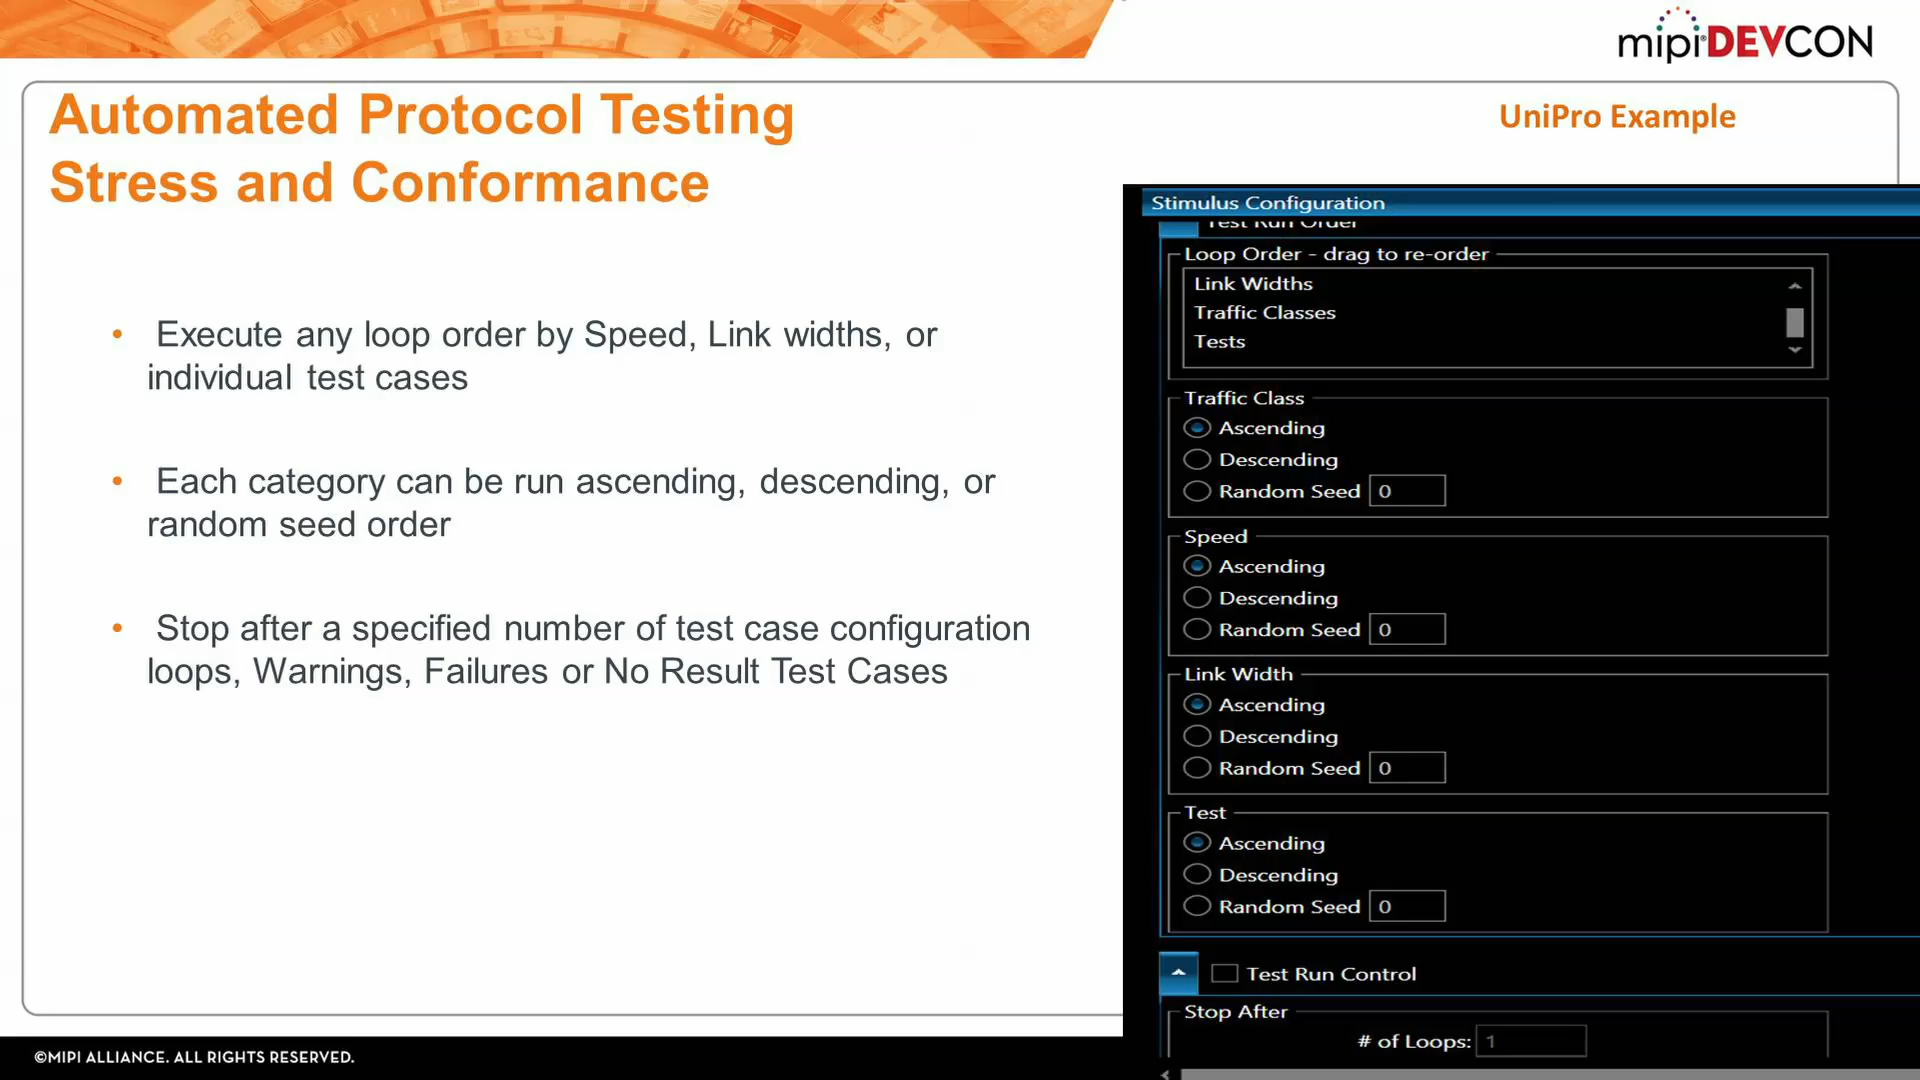 mipi DEVCON
Automated Protocol Testing
Stress and Conformance
UniPro Example
• Execute any loop order by Speed, Link widths, or
individual test cases
• Each category can be run ascending, descending, or
random seed order
• Stop after a specified number of test case configuration
loops, Warnings, Failures or No Result Test Cases
Stimulus Configuration
Test Run Order
Loop Order - drag to re-order
Link Widths
Traffic Classes
Tests
Traffic Class
Ascending
Descending
Random Seed 0
Speed
Ascending
Descending
Random Seed 0
Link Width
Ascending
Descending
Random Seed 0
Test
Ascending
Descending
Random Seed 0
Test Run Control
Stop After
# of Loops: 1
©MIPI ALLIANCE. ALL RIGHTS RESERVED.